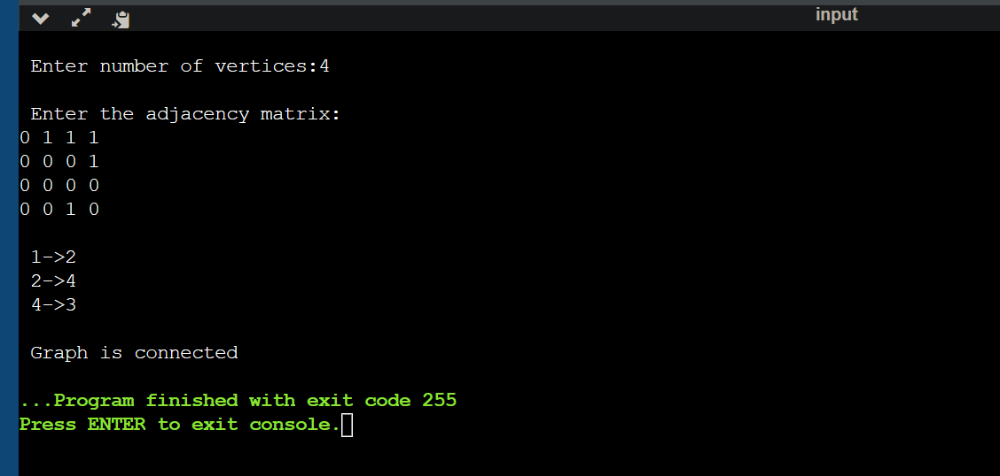 input
Enter number of vertices:4
Enter the adjacency matrix:
0 1 1 1
0 0 0 1
0 0 0 0
0 0 1 0
1->2
2->4
4->3
Graph is connected
...Program finished with exit code 255
Press ENTER to exit console.